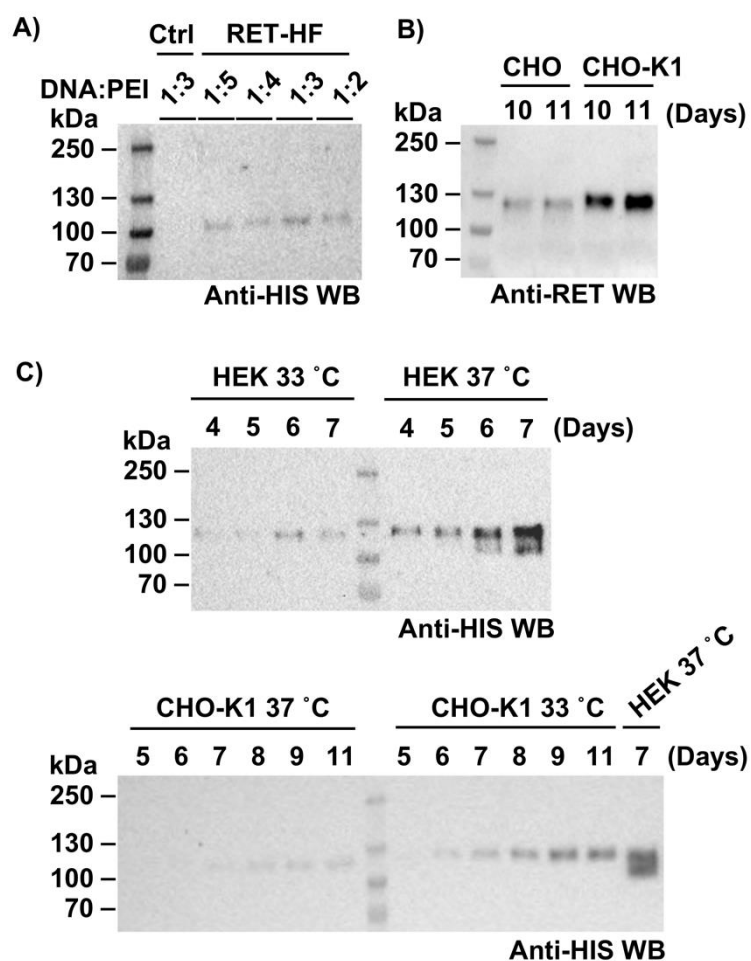 A)
Ctrl RET-HF
DNA:PEI 1:3 1:5 1:4 1:3 1:2
kDa
250
130
100
70
Anti-HIS WB
B)
CHO CHO-K1
10 11 10 11 (Days)
kDa
250
130
100
70
Anti-RET WB
C)
HEK 33 ˚C HEK 37 ˚C
4 5 6 7 4 5 6 7 (Days)
kDa
250
130
100
70
Anti-HIS WB
CHO-K1 37 ˚C CHO-K1 33 ˚C HEK 37 ˚C
5 6 7 8 9 11 5 6 7 8 9 11 7 (Days)
kDa
250
130
100
70
Anti-HIS WB